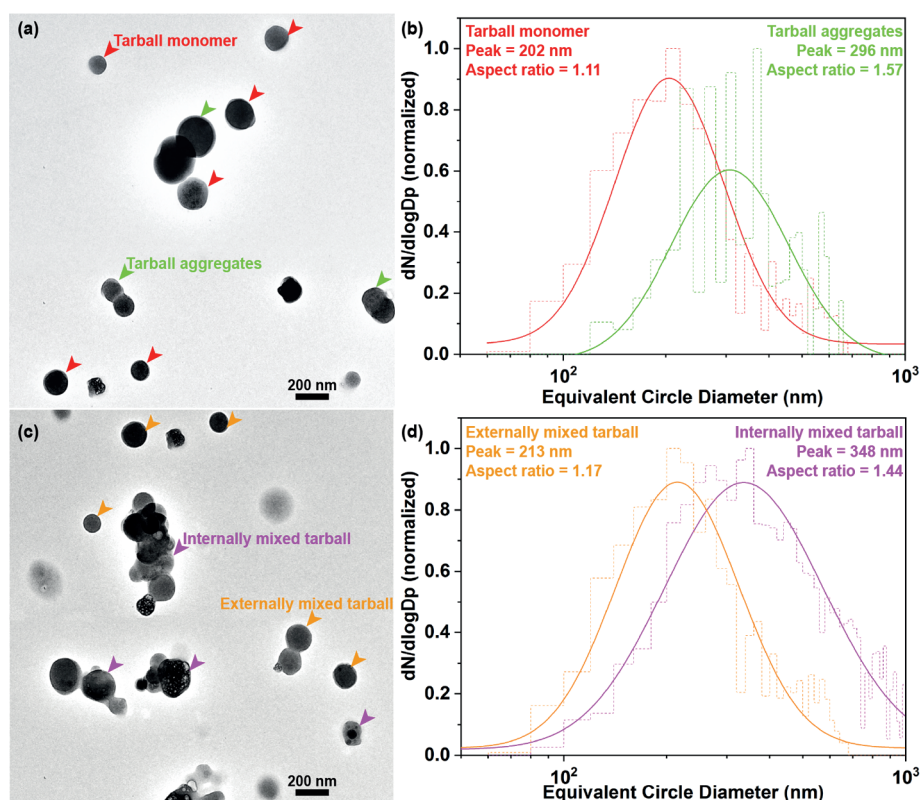 (a)
Tarball monomer
Tarball aggregates
200 nm
(b)
Tarball monomer
Peak = 202 nm
Aspect ratio = 1.11
Tarball aggregates
Peak = 296 nm
Aspect ratio = 1.57
dN/dlogDp (normalized)
1.0
0.8
0.6
0.4
0.2
0.0
10²
10³
Equivalent Circle Diameter (nm)
(c)
Internally mixed tarball
Externally mixed tarball
200 nm
(d)
Externally mixed tarball
Peak = 213 nm
Aspect ratio = 1.17
Internally mixed tarball
Peak = 348 nm
Aspect ratio = 1.44
dN/dlogDp (normalized)
1.0
0.8
0.6
0.4
0.2
0.0
10²
10³
Equivalent Circle Diameter (nm)